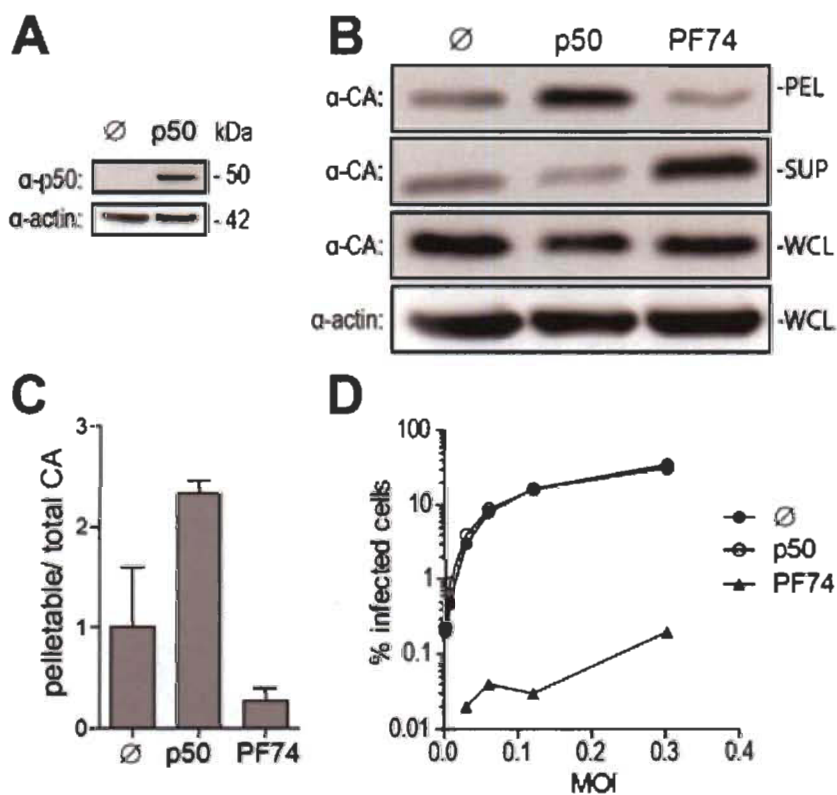 A
∅ p50 kDa
α-p50: - 50
α-actin: - 42
B
∅ p50 PF74
α-CA: -PEL
α-CA: -SUP
α-CA: -WCL
α-actin: -WCL
C
pelletable/ total CA
3
2
1
0
∅ p50 PF74
D
% infected cells
100
10
1
0.1
0.01
0.0 0.1 0.2 0.3 0.4
MOI
∅
p50
PF74